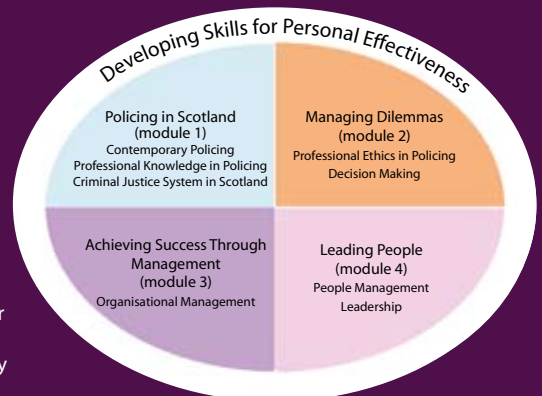 Developing Skills for Personal Effectiveness
Policing in Scotland
(module 1)
Contemporary Policing
Professional Knowledge in Policing
Criminal Justice System in Scotland
Managing Dilemmas
(module 2)
Professional Ethics in Policing
Decision Making
Achieving Success Through
Management
(module 3)
Organisational Management
Leading People
(module 4)
People Management
Leadership